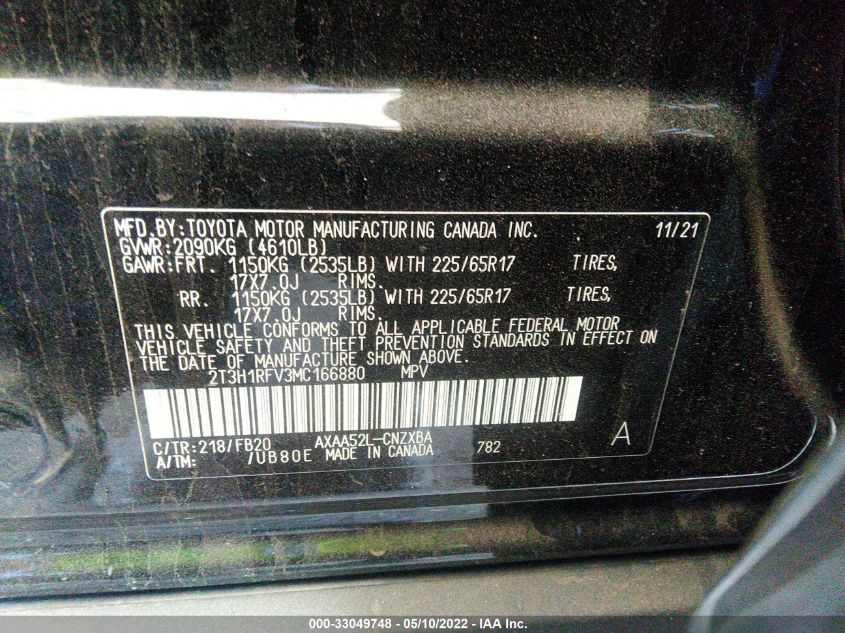 MFD.BY:TOYOTA MOTOR MANUFACTURING CANADA INC. 11/21
GVWR:2090KG (4610LB)
GAWR:FRT. 1150KG (2535LB) WITH 225/65R17 TIRES,
17X7.0J RIMS.
RR. 1150KG (2535LB) WITH 225/65R17 TIRES,
17X7.0J RIMS.
THIS VEHICLE CONFORMS TO ALL APPLICABLE FEDERAL MOTOR
VEHICLE SAFETY AND THEFT PREVENTION STANDARDS IN EFFECT ON
THE DATE OF MANUFACTURE SHOWN ABOVE.
2T3H1RFV3MC166880 MPV
C/TR:218/FB20 AXAA52L-CNZXBA 782 A
A/TM: /UB80E MADE IN CANADA
000-33049748 - 05/10/2022 - IAA Inc.